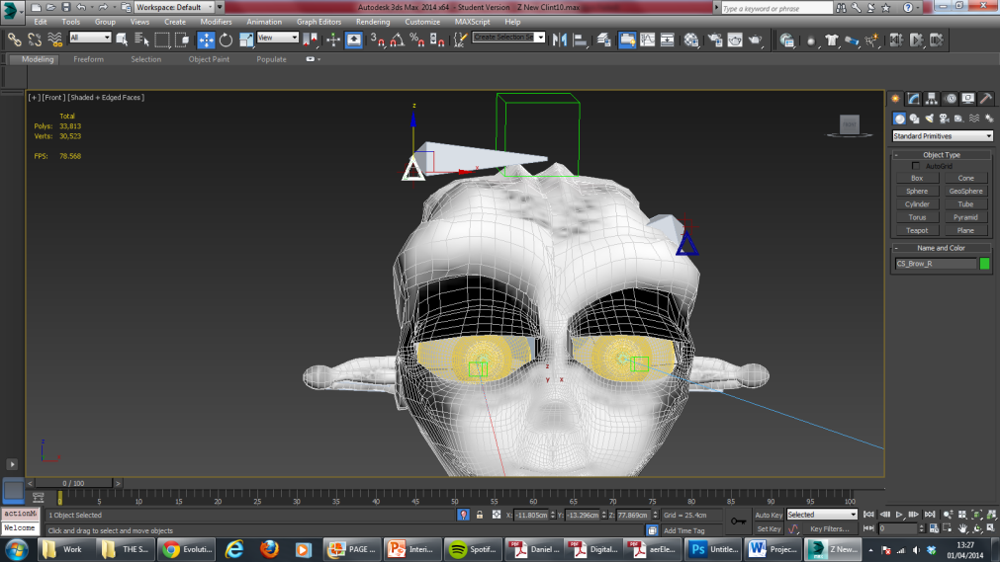 Workspace: Default
Autodesk 3ds Max 2014 x64 - Student Version    Z New Clint10.max
Type a keyword or phrase
Edit Tools Group Views Create Modifiers Animation Graph Editors Rendering Customize MAXScript Help
All
View
Create Selection Se
Modeling Freeform Selection Object Paint Populate
[+] [Front] [Shaded + Edged Faces]
Total
Polys: 33,813
Verts: 30,523
FPS: 78.568
FRONT
Standard Primitives
Object Type
AutoGrid
Box Cone
Sphere GeoSphere
Cylinder Tube
Torus Pyramid
Teapot Plane
Name and Color
CS_Brow_R
z
x
z
y x
z
0 / 100
0 5 10 15 20 25 30 35 40 45 50 55 60 65 70 75 80 85 90 95 100
actionMa
1 Object Selected
X: -11.805cm Y: -13.296cm Z: 77.869cm Grid = 25.4cm
Auto Key Selected
Welcome
Click and drag to select and move objects
Add Time Tag
Set Key Key Filters...
0
Work
THE S...
Evoluti...
PAGE ...
Interi...
Spotif...
Daniel ...
Digital...
aerEle...
Untitle...
Projec...
Z New...
13:27
01/04/2014